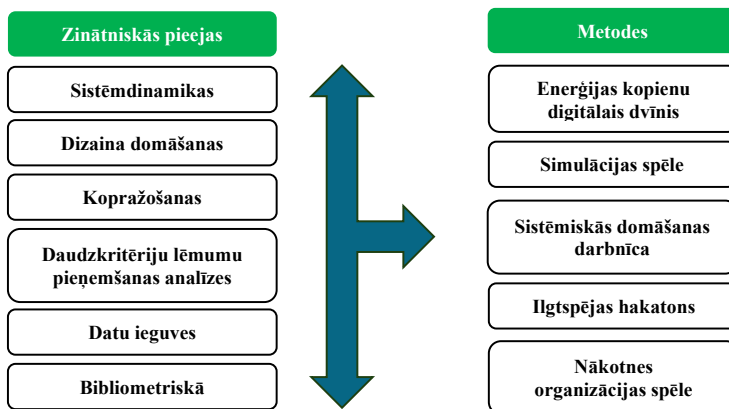 Zinātniskās pieejas
Sistēmdinamikas
Dizaina domāšanas
Kopražošanas
Daudzkritēriju lēmumu
pieņemšanas analīzes
Datu ieguves
Bibliometriskā
Metodes
Enerģijas kopienu
digitālais dvīnis
Simulācijas spēle
Sistēmiskās domāšanas
darbnīca
Ilgtspējas hakatons
Nākotnes
organizācijas spēle